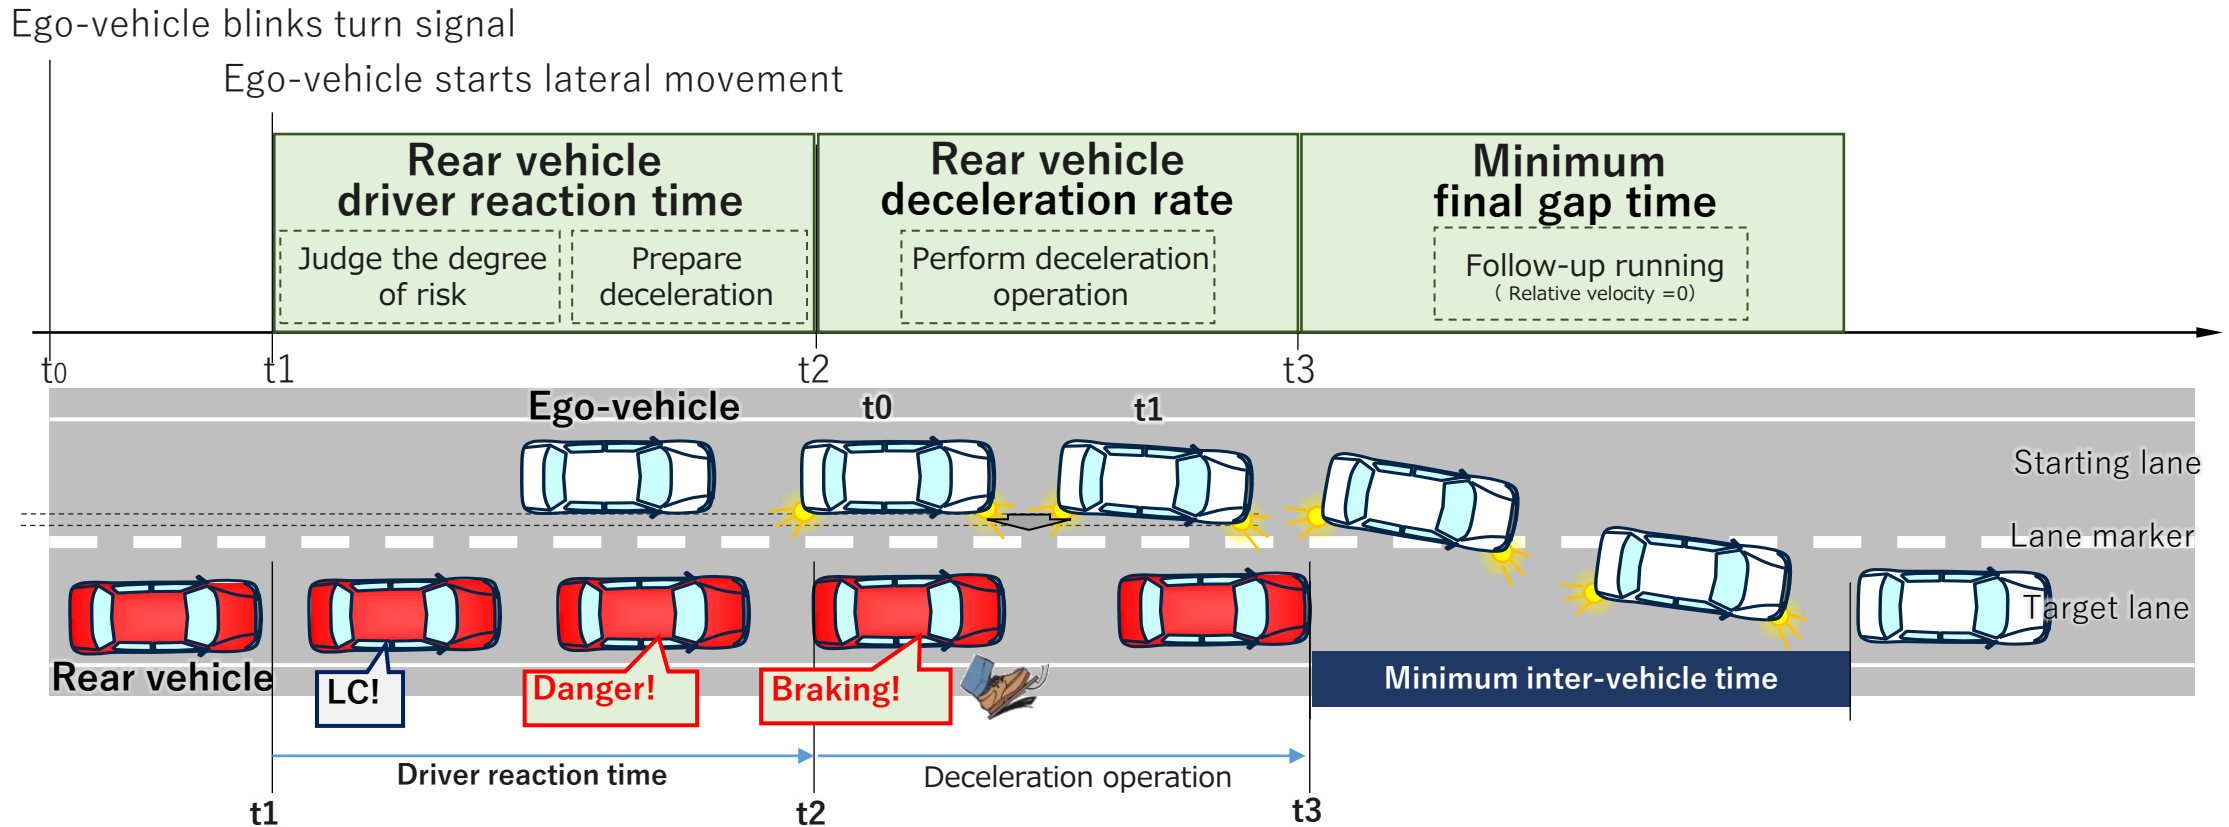 Ego-vehicle blinks turn signal
Ego-vehicle starts lateral movement
Rear vehicle
driver reaction time
Judge the degree
of risk
Prepare
deceleration
Rear vehicle
deceleration rate
Perform deceleration
operation
Minimum
final gap time
Follow-up running
( Relative velocity =0)
t0
t1
t2
t3
Ego-vehicle
t0
t1
Starting lane
Lane marker
Target lane
Rear vehicle
LC!
Danger!
Braking!
Minimum inter-vehicle time
Driver reaction time
Deceleration operation
t1
t2
t3